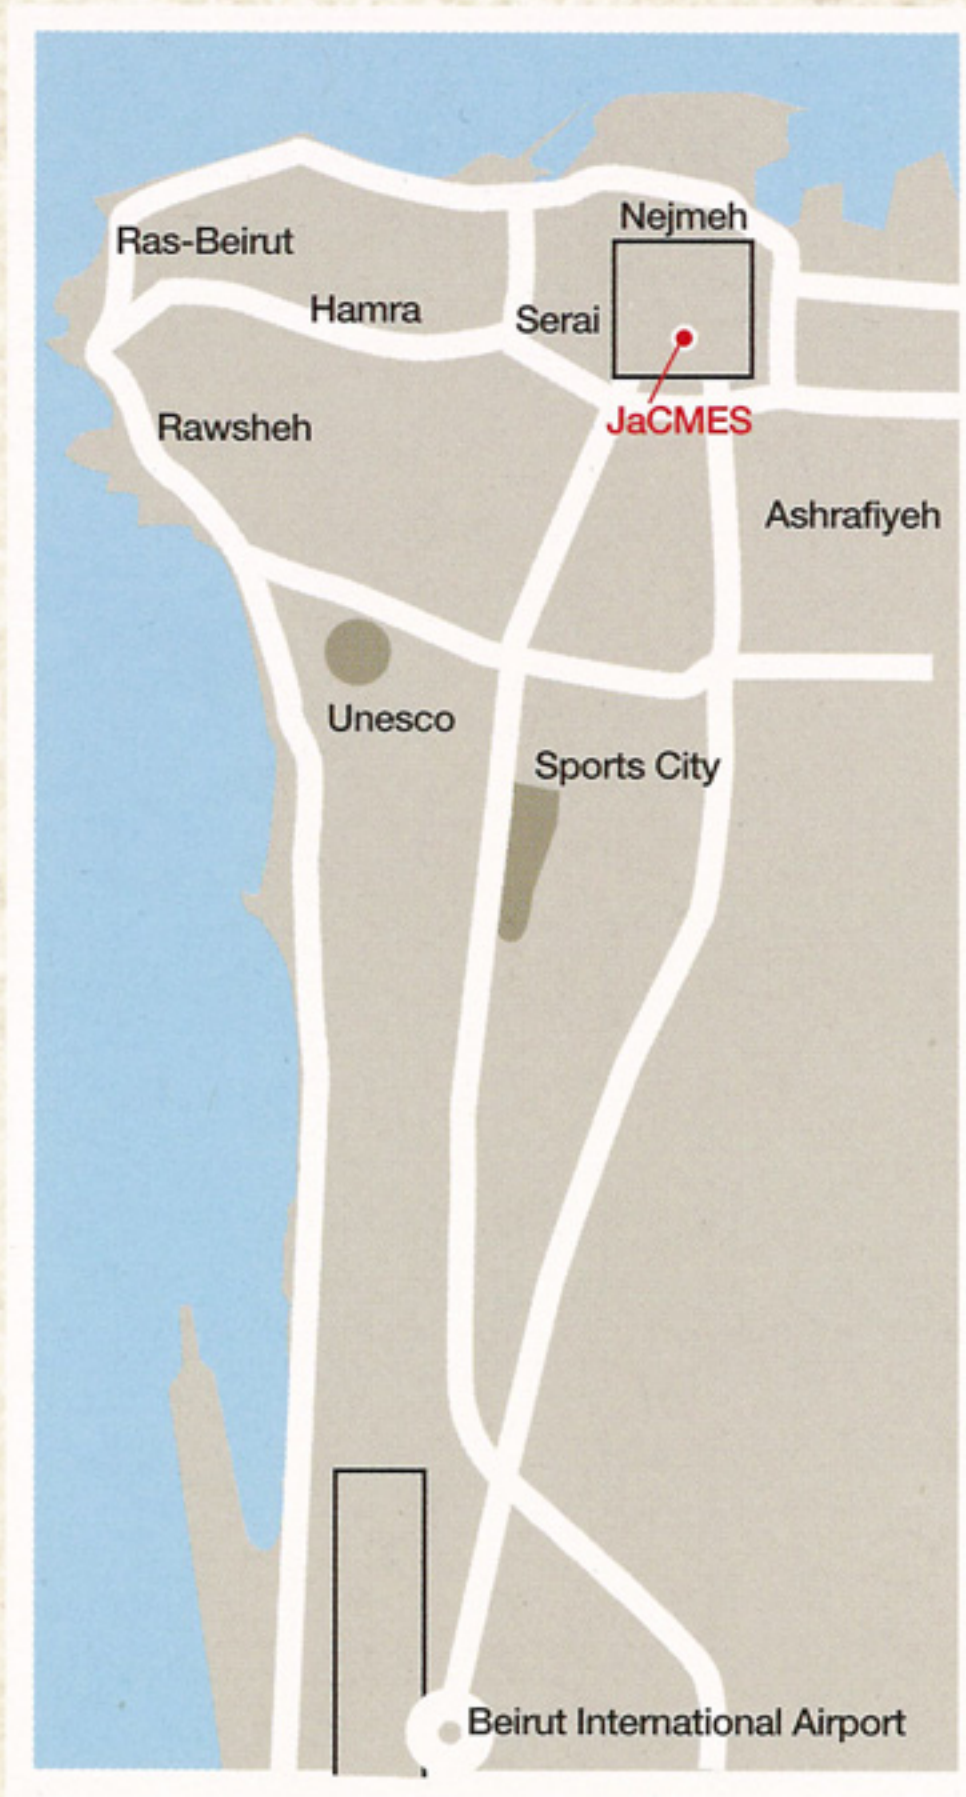 Nejmeh
Ras-Beirut
Hamra
Serai
JaCMES
Rawsheh
Ashrafiyeh
Unesco
Sports City
Beirut International Airport